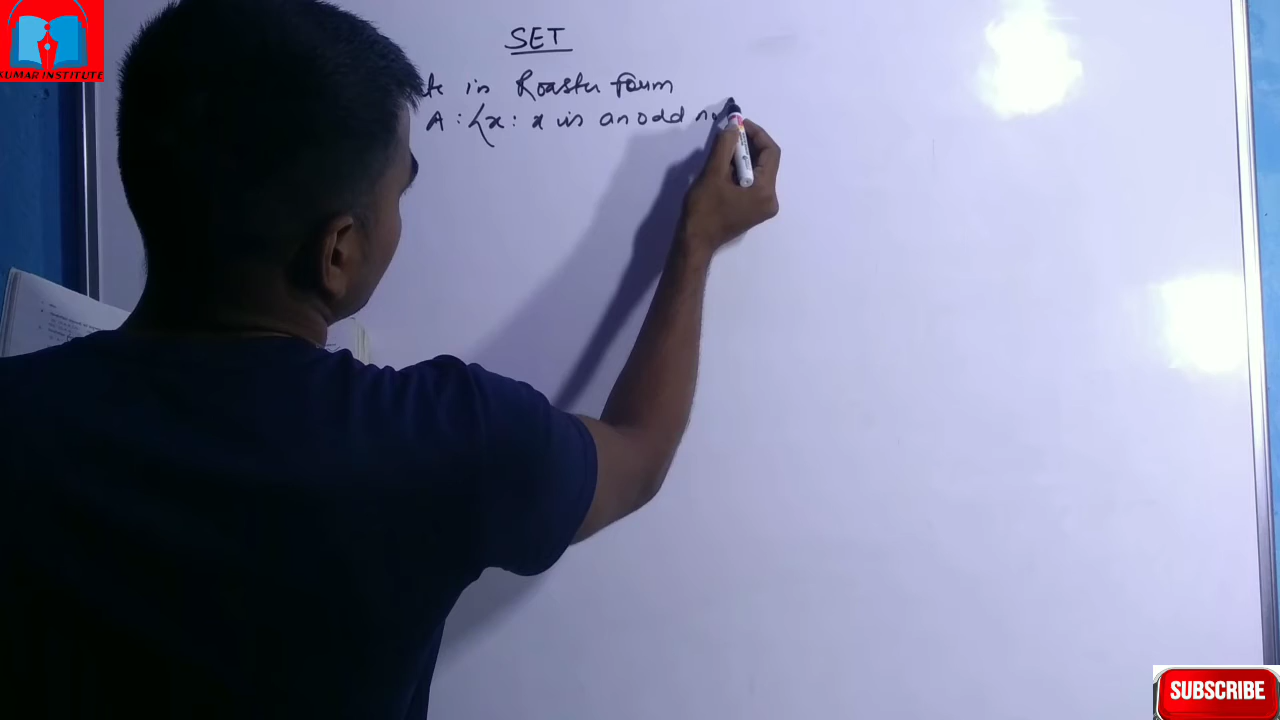 KUMAR INSTITUTE
SET
in Roaster form
A : {x : x is an odd
SUBSCRIBE